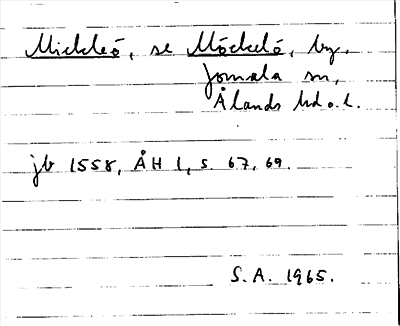 Mickleö, se Möckelö, by,
Jomala sn,
Ålands hd o. l.
jb 1558, ÅH 1, s. 67, 69.
S.A. 1965.